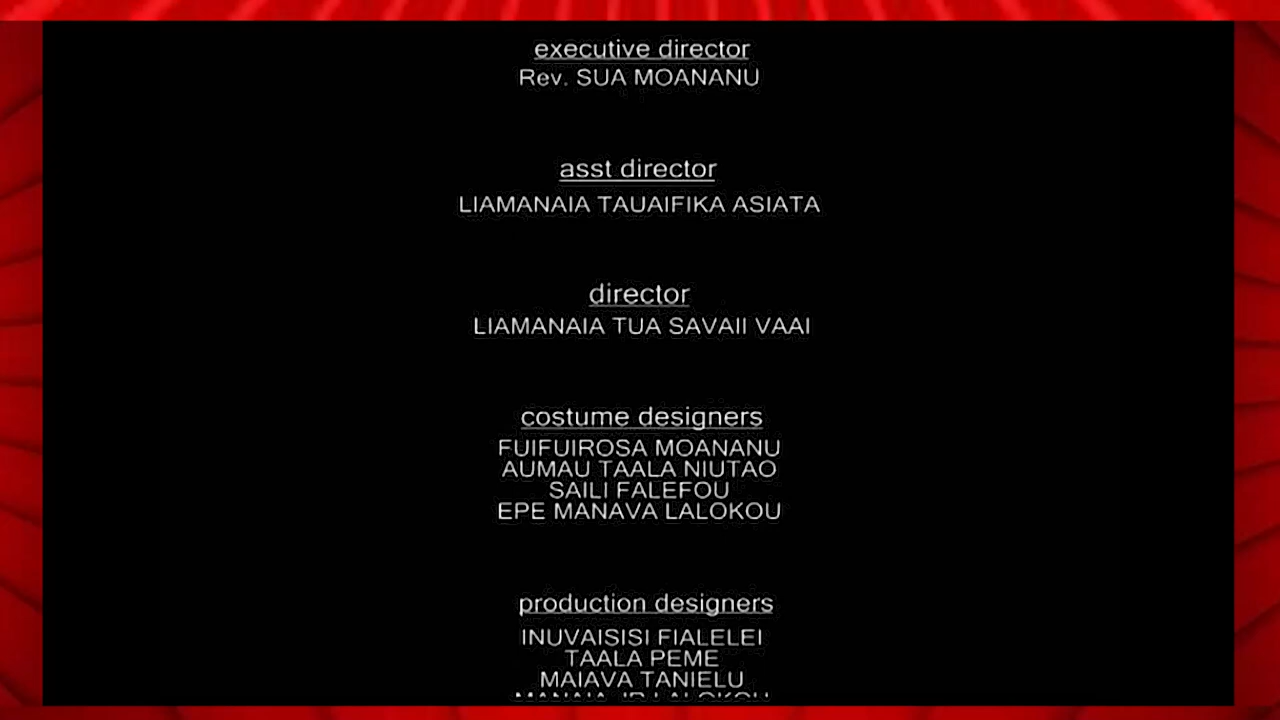 executive director
Rev. SUA MOANANU
asst director
LIAMANAIA TAUAIFIKA ASIATA
director
LIAMANAIA TUA SAVAII VAAI
costume designers
FUIFUIROSA MOANANU
AUMAU TAALA NIUTAO
SAILI FALEFOU
EPE MANAVA LALOKOU
production designers
INUVAISISI FIALELEI
TAALA PEME
MAIAVA TANIELU